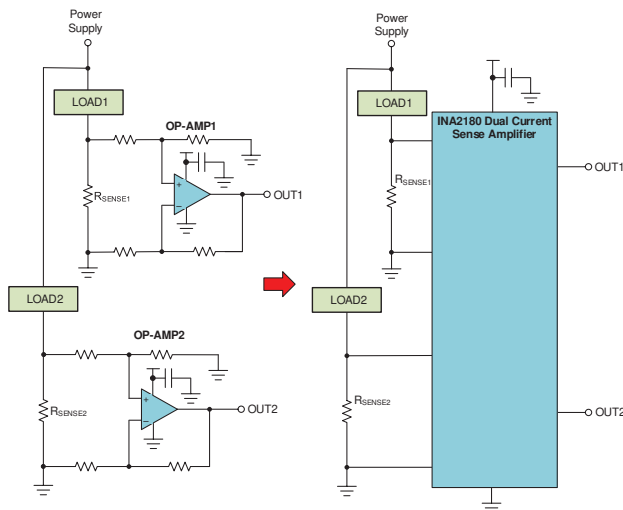 Power
Supply
LOAD1
OP-AMP1
+
−
RSENSE1
OUT1
LOAD2
OP-AMP2
+
−
RSENSE2
OUT2
Power
Supply
LOAD1
INA2180 Dual Current
Sense Amplifier
RSENSE1
OUT1
LOAD2
RSENSE2
OUT2